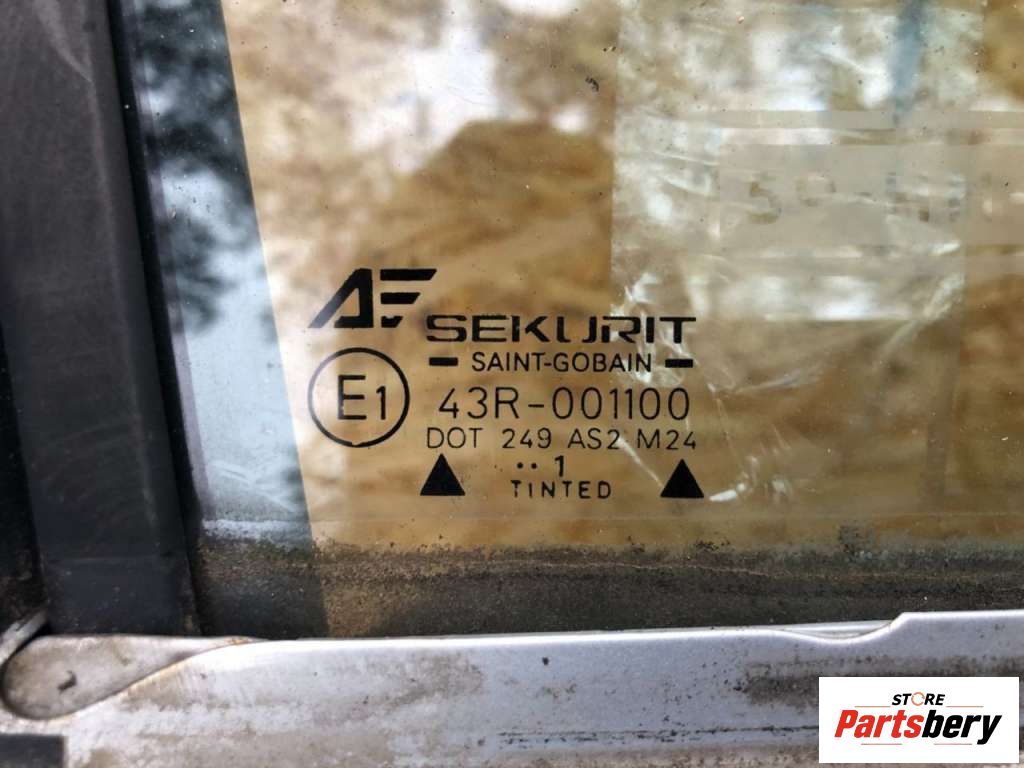 AF
SEKURIT
- SAINT-GOBAIN -
E1
43R-001100
DOT 249 AS2 M24
.. 1
TINTED
STORE
Partsbery